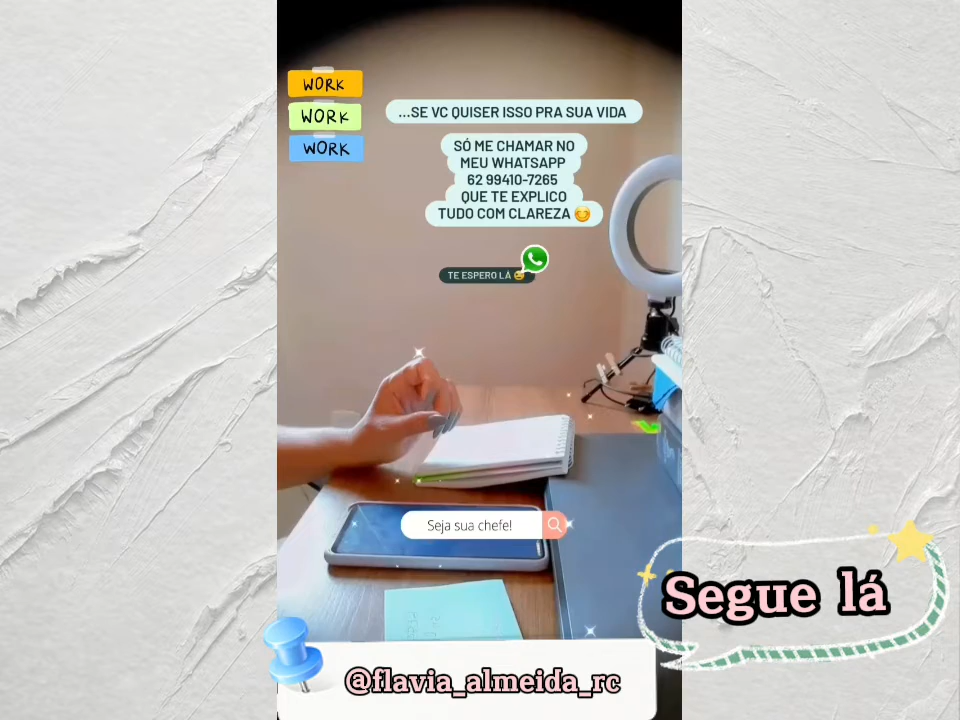 WORK
WORK
WORK
...SE VC QUISER ISSO PRA SUA VIDA
SÓ ME CHAMAR NO
MEU WHATSAPP
62 99410-7265
QUE TE EXPLICO
TUDO COM CLAREZA 😊
TE ESPERO LÁ 😅
Seja sua chefe!
Segue lá
@flavia_almeida_rc